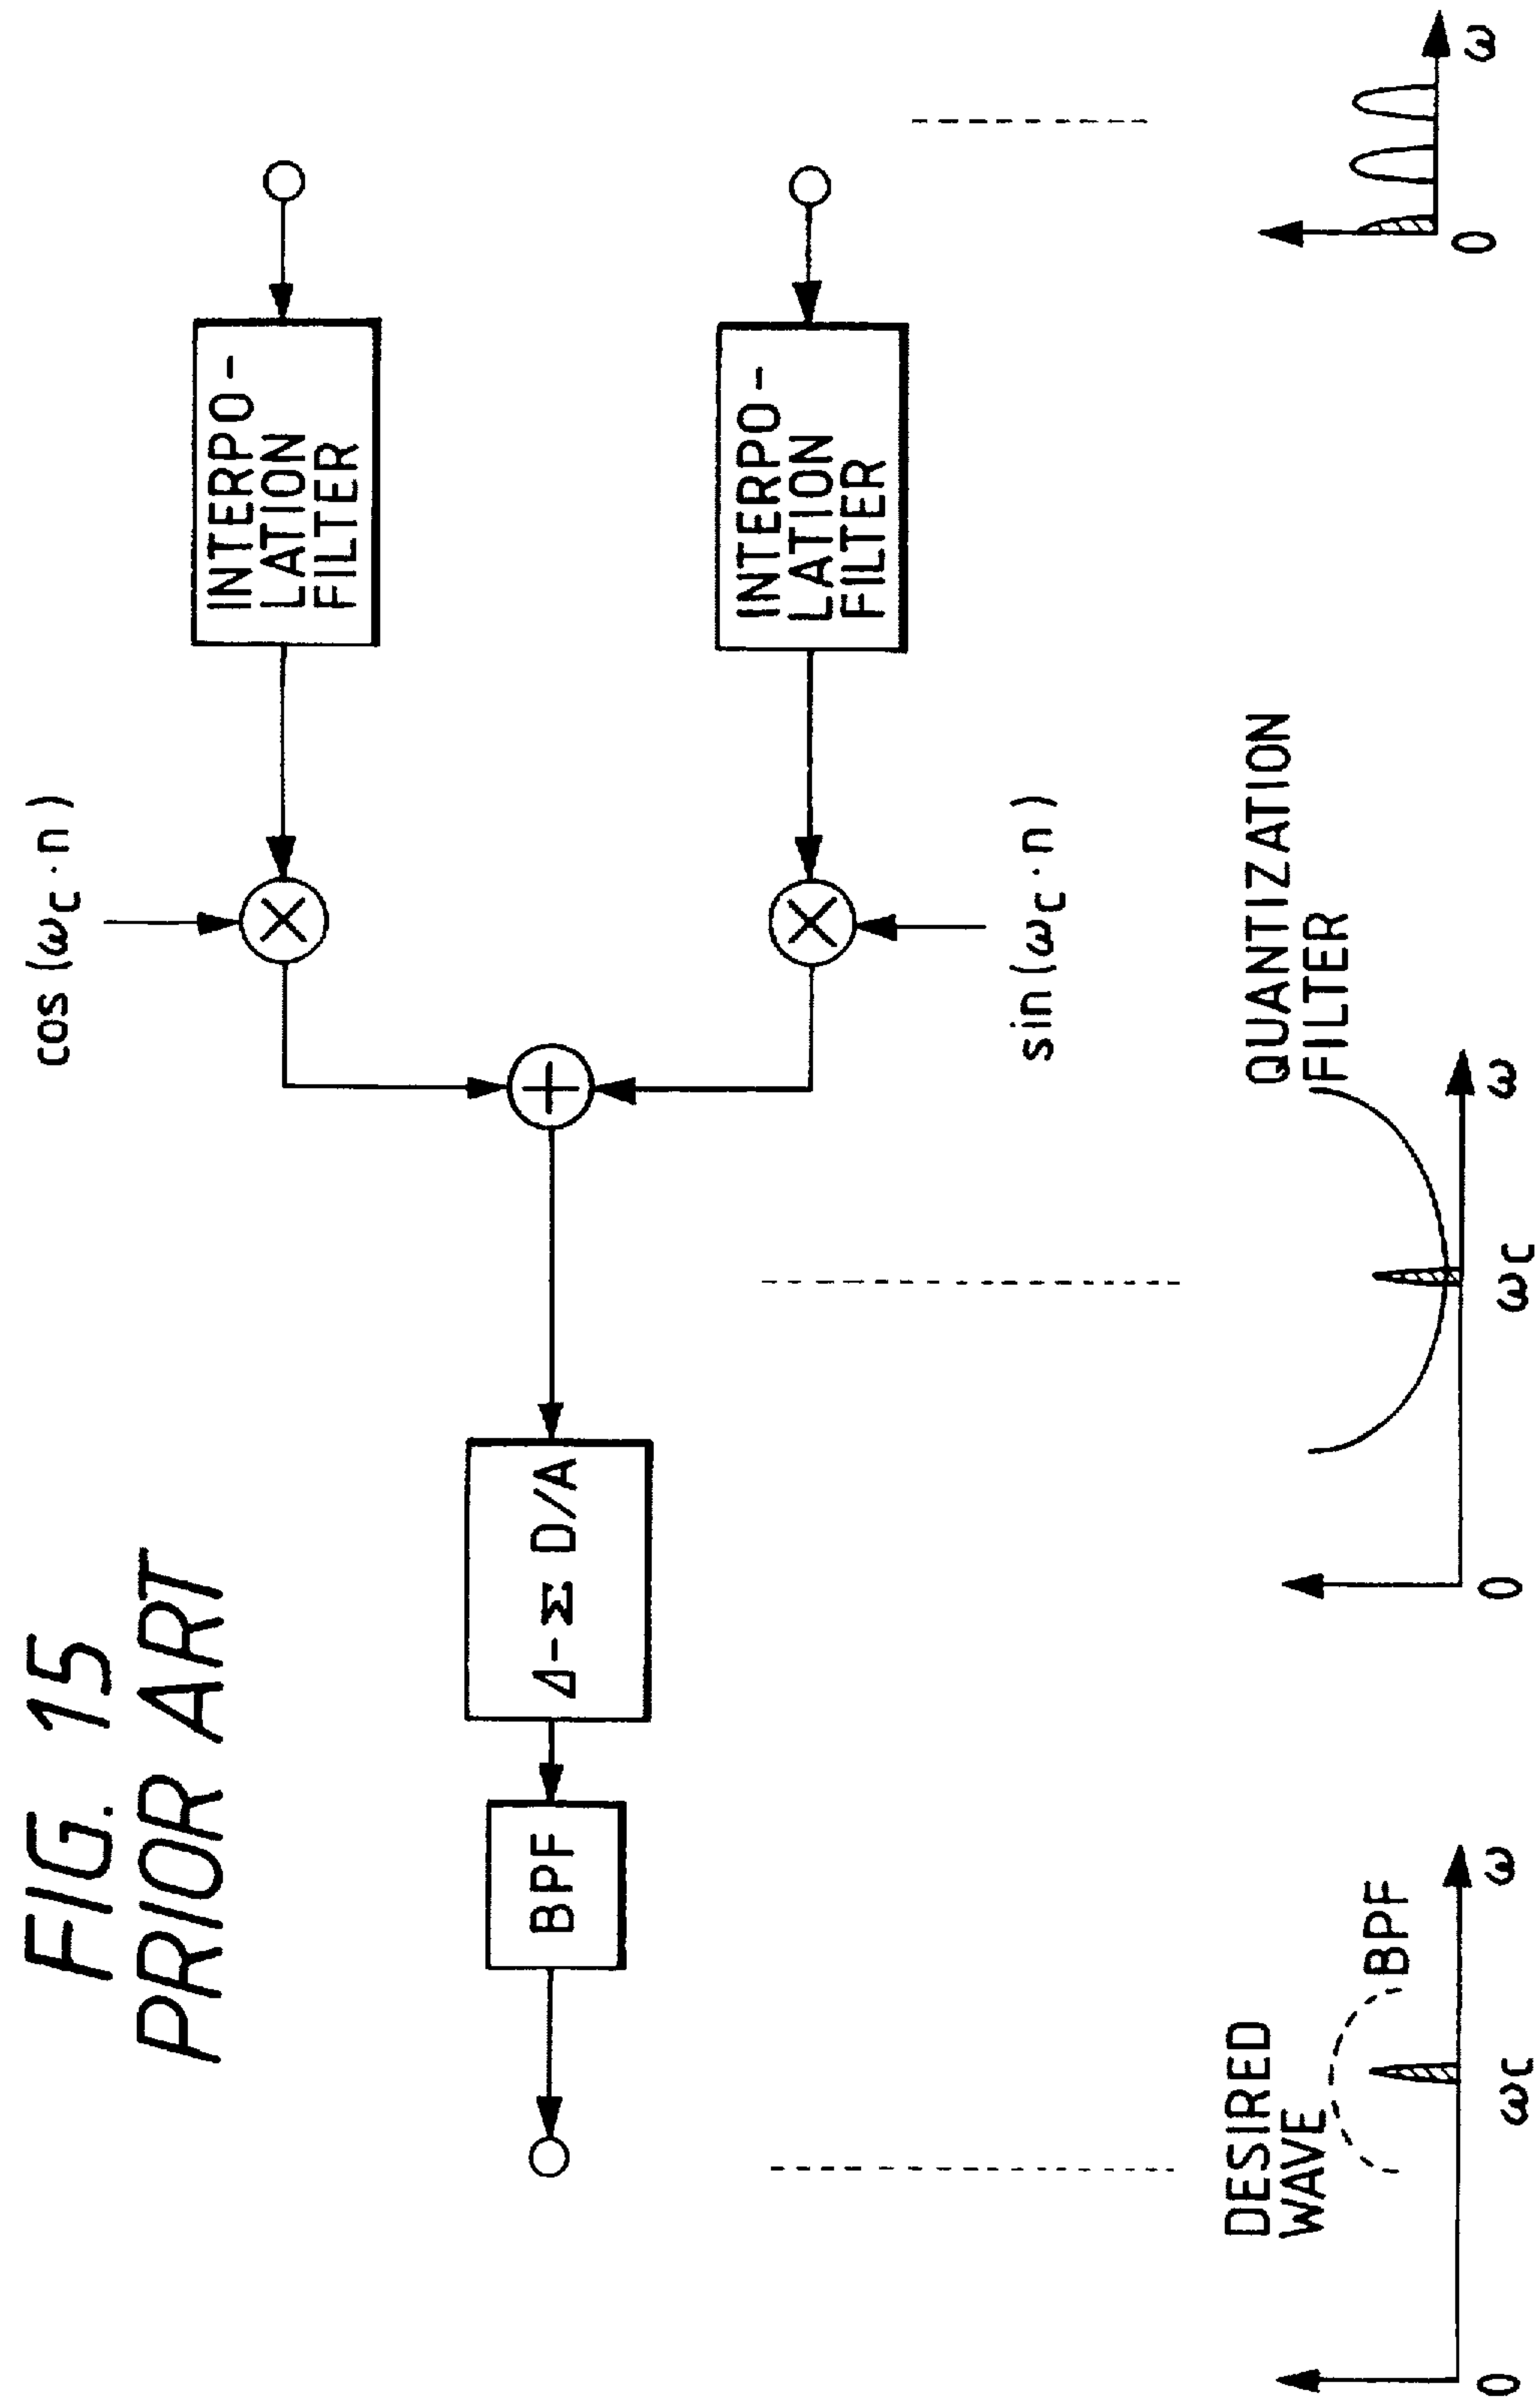 FIG. 15
PRIOR ART
cos (ωC · n)
BPF
Δ-Σ D/A
INTERPO-
LATION
FILTER
INTERPO-
LATION
FILTER
sin (ωC · n)
DESIRED
WAVE
BPF
0
ωC
ω
QUANTIZATION
FILTER
0
ωC
ω
0
ω